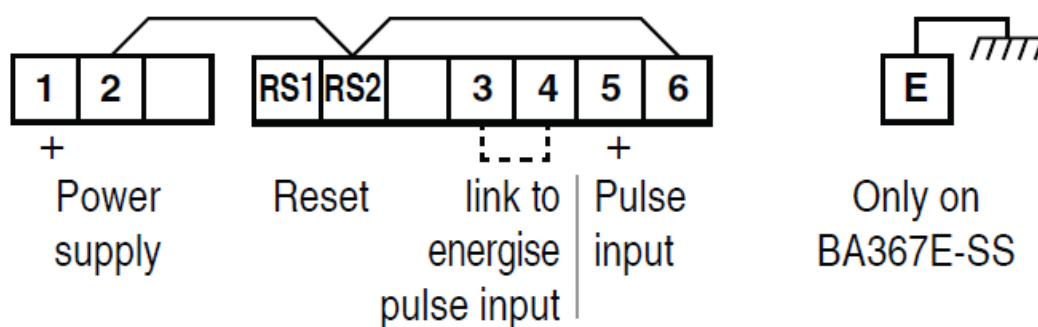 1 2 RS1 RS2 3 4 5 6 E
+ +
Power Reset link to Pulse Only on
supply energise input BA367E-SS
pulse input